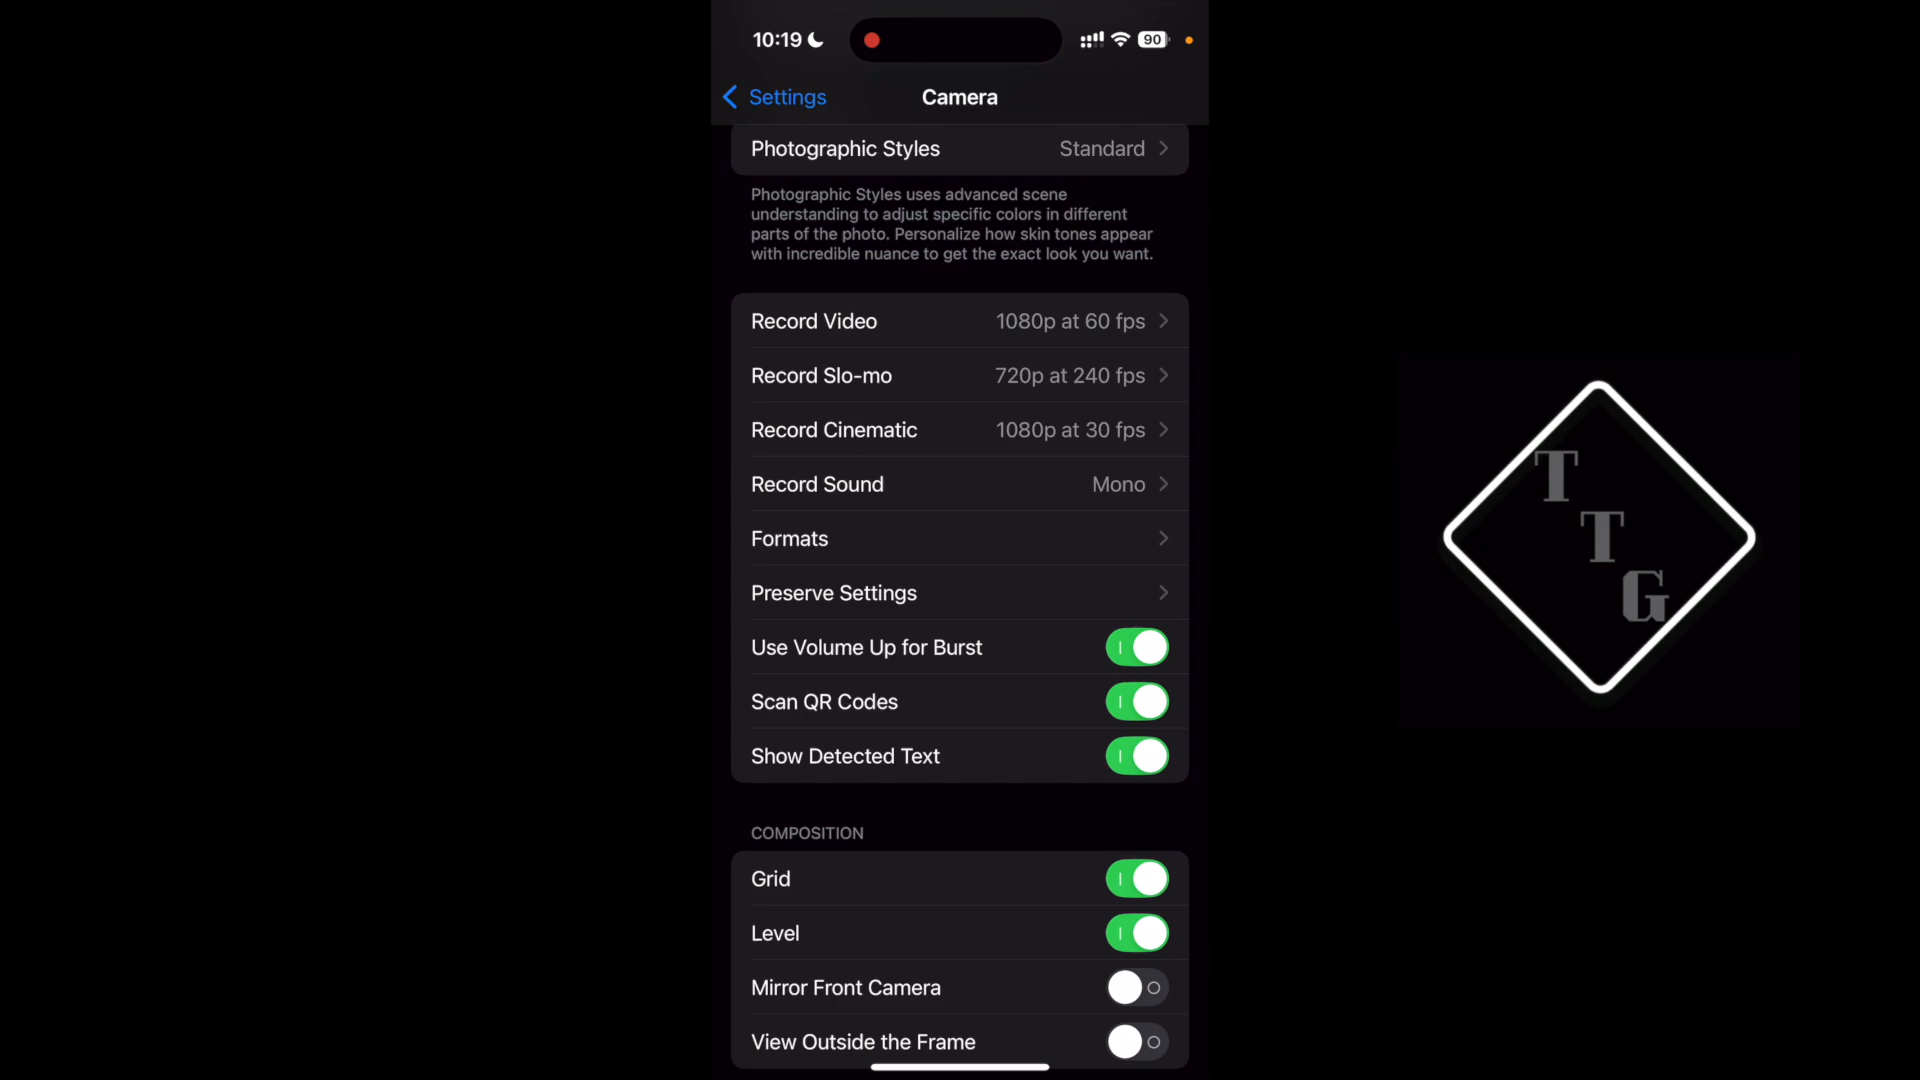 10:19
90
Settings
Camera
Photographic Styles
Standard
Photographic Styles uses advanced scene
understanding to adjust specific colors in different
parts of the photo. Personalize how skin tones appear
with incredible nuance to get the exact look you want.
Record Video
1080p at 60 fps
Record Slo-mo
720p at 240 fps
Record Cinematic
1080p at 30 fps
Record Sound
Mono
Formats
Preserve Settings
Use Volume Up for Burst
Scan QR Codes
Show Detected Text
COMPOSITION
Grid
Level
Mirror Front Camera
View Outside the Frame
T
T
G